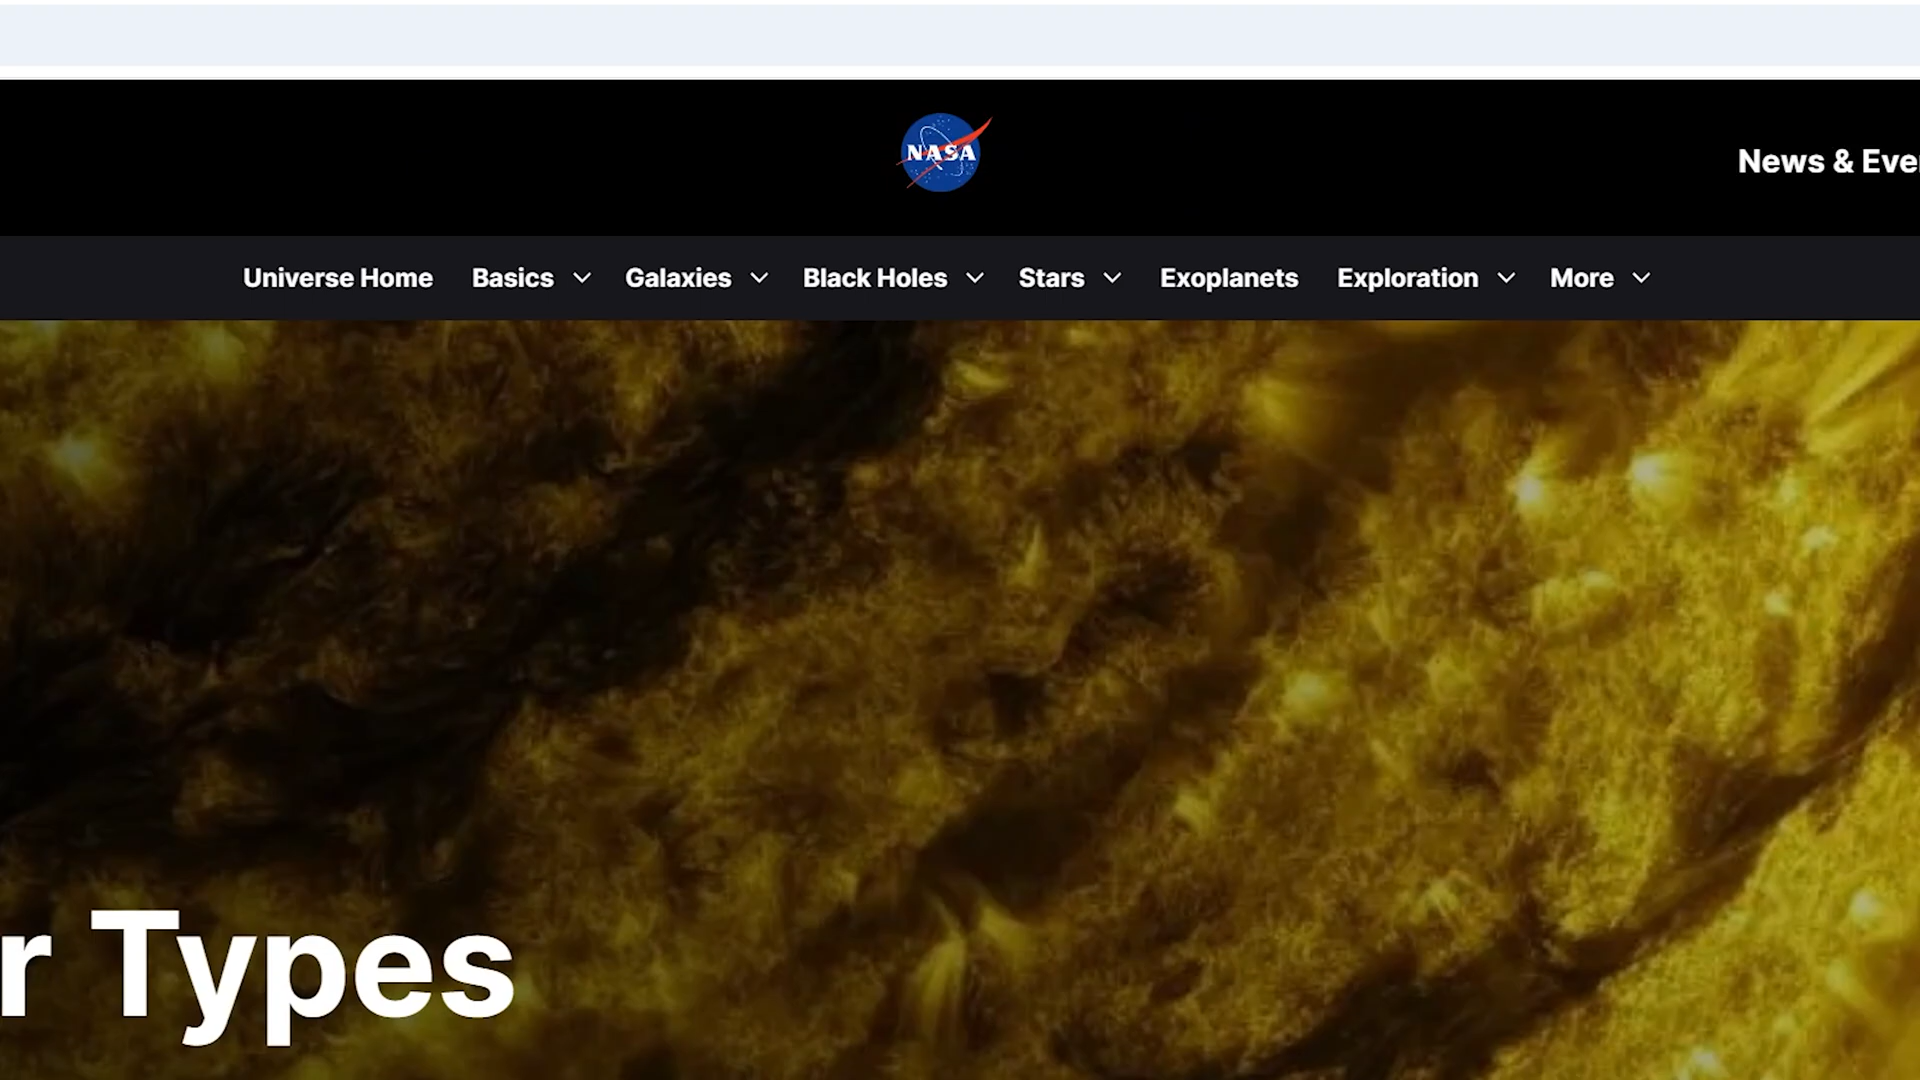 NASA
News & Eve
Universe Home Basics Galaxies Black Holes Stars Exoplanets Exploration More
r Types